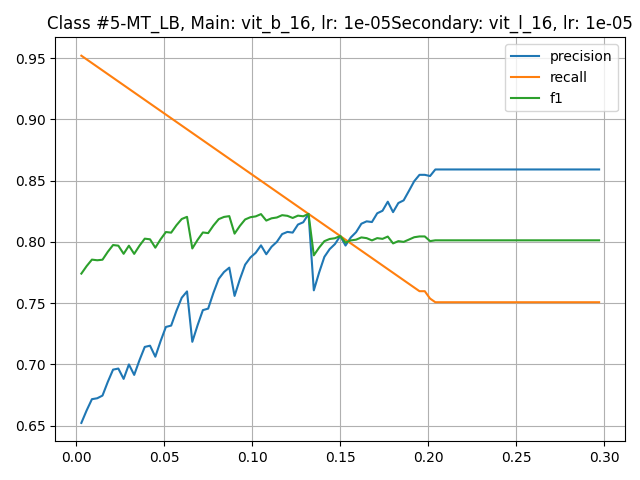 Class #5-MT_LB, Main: vit_b_16, lr: 1e-05Secondary: vit_l_16, lr: 1e-05
precision
recall
f1
0.95
0.90
0.85
0.80
0.75
0.70
0.65
0.00 0.05 0.10 0.15 0.20 0.25 0.30